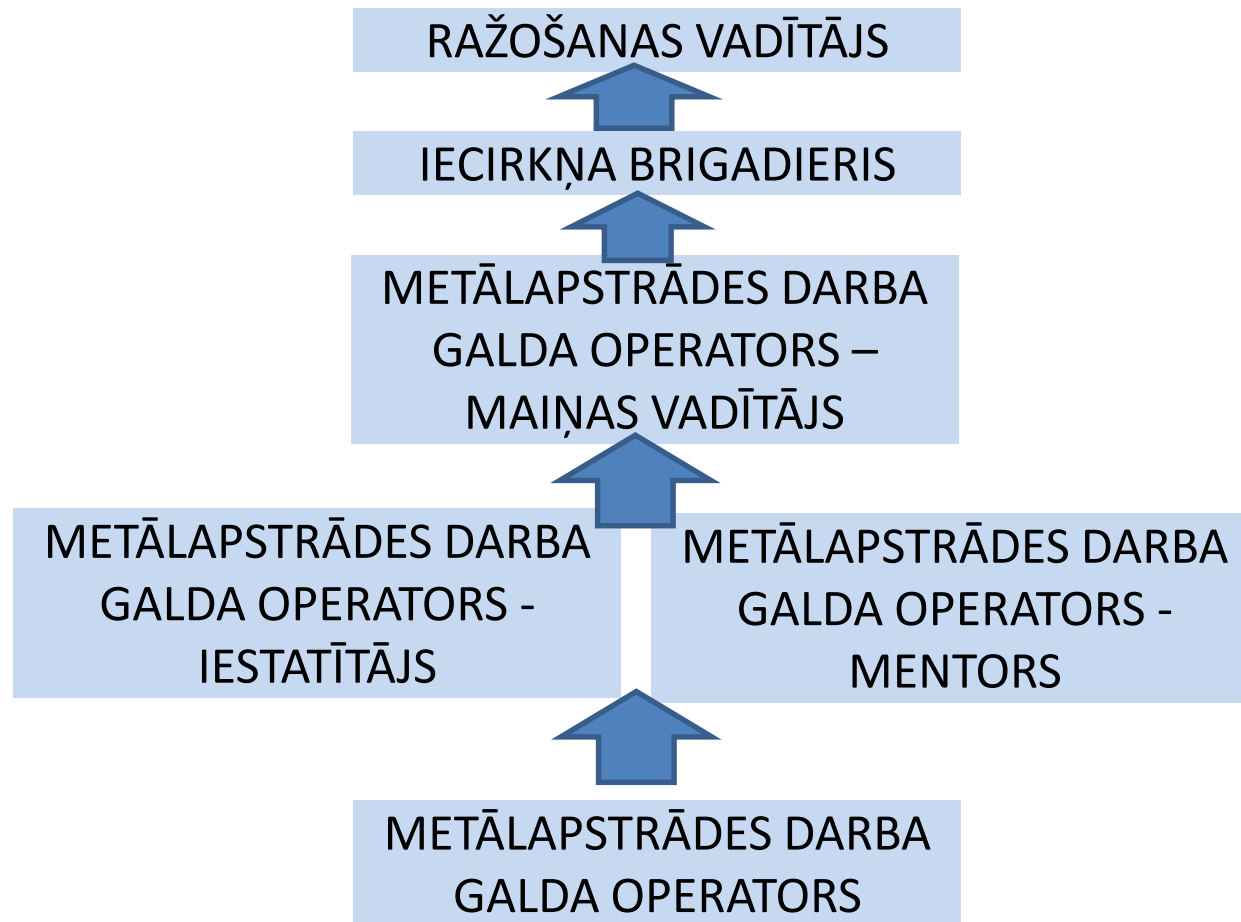 RAŽOŠANAS VADĪTĀJS
IECIRKŅA BRIGADIERIS
METĀLAPSTRĀDES DARBA
GALDA OPERATORS –
MAIŅAS VADĪTĀJS
METĀLAPSTRĀDES DARBA
GALDA OPERATORS -
IESTATĪTĀJS
METĀLAPSTRĀDES DARBA
GALDA OPERATORS -
MENTORS
METĀLAPSTRĀDES DARBA
GALDA OPERATORS